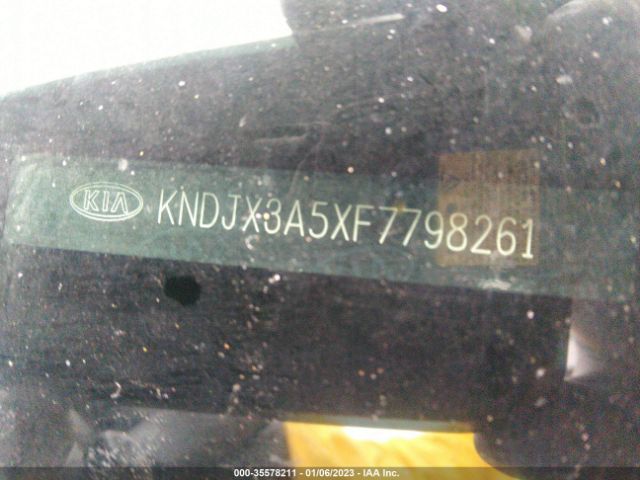 KIA KNDJX3A5XF7798261
000-35578211 - 01/06/2023 - IAA Inc.